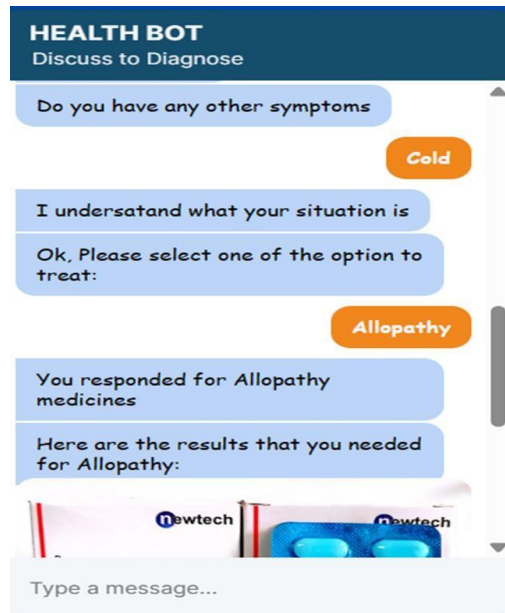 HEALTH BOT
Discuss to Diagnose
Do you have any other symptoms
Cold
I undersatand what your situation is
Ok, Please select one of the option to
treat:
Allopathy
You responded for Allopathy
medicines
Here are the results that you needed
for Allopathy:
newtech
newtech
Type a message...